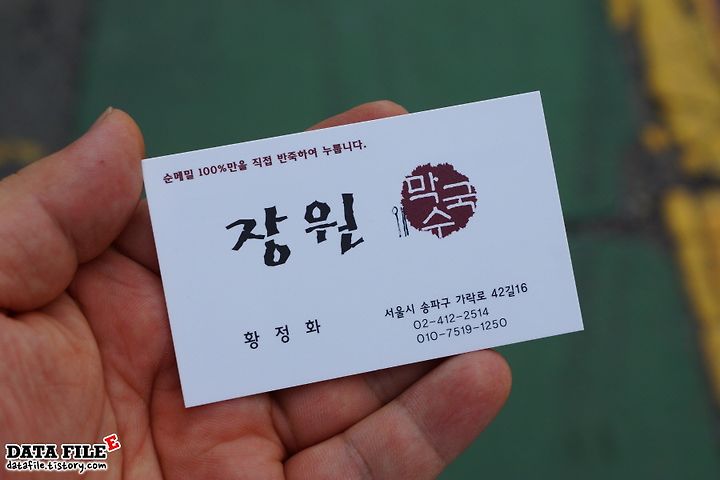 순메밀 100%만을 직접 반죽하여 누릅니다.
장원
막국
수
황정화
서울시 송파구 가락로 42길16
02-412-2514
010-7519-1250
DATA FILE
datafile.tistory.com